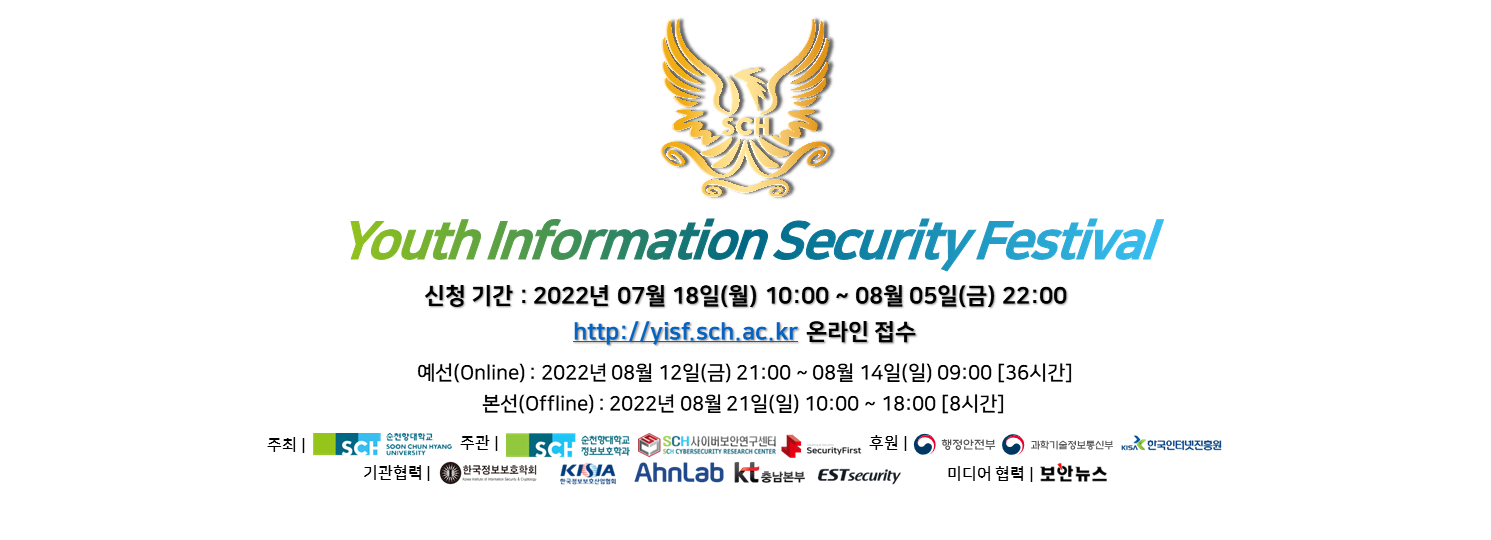 SCH
Youth Information Security Festival
신청 기간 : 2022년 07월 18일(월) 10:00 ~ 08월 05일(금) 22:00
http://yisf.sch.ac.kr 온라인 접수
예선(Online) : 2022년 08월 12일(금) 21:00 ~ 08월 14일(일) 09:00 [36시간]
본선(Offline) : 2022년 08월 21일(일) 10:00 ~ 18:00 [8시간]
주최 | SCH 순천향대학교 SOON CHUN HYANG UNIVERSITY 주관 | SCH 순천향대학교 정보보호학과 SCH사이버보안연구센터 SCH CYBERSECURITY RESEARCH CENTER SecurityFirst 후원 | 행정안전부 과학기술정보통신부 KISA 한국인터넷진흥원
기관협력 | 한국정보보호학회 Korea Institute of Information Security & Cryptology KISIA 한국정보보호산업협회 AhnLab kt 충남본부 ESTsecurity 미디어 협력 | 보안뉴스